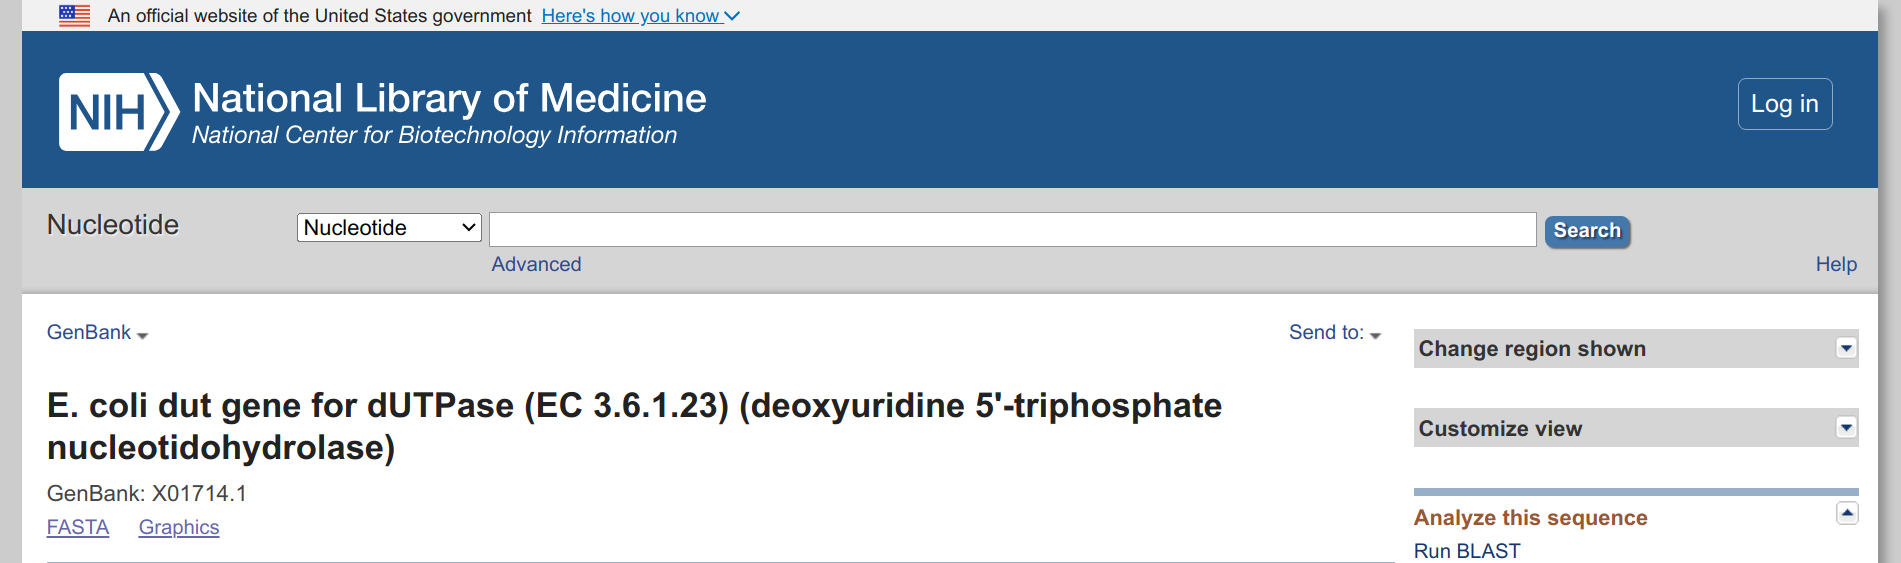 An official website of the United States government Here's how you know
NIH National Library of Medicine
National Center for Biotechnology Information
Log in
Nucleotide
Nucleotide
Search
Advanced
Help
GenBank
Send to:
Change region shown
E. coli dut gene for dUTPase (EC 3.6.1.23) (deoxyuridine 5'-triphosphate
nucleotidohydrolase)
Customize view
GenBank: X01714.1
FASTA Graphics
Analyze this sequence
Run BLAST